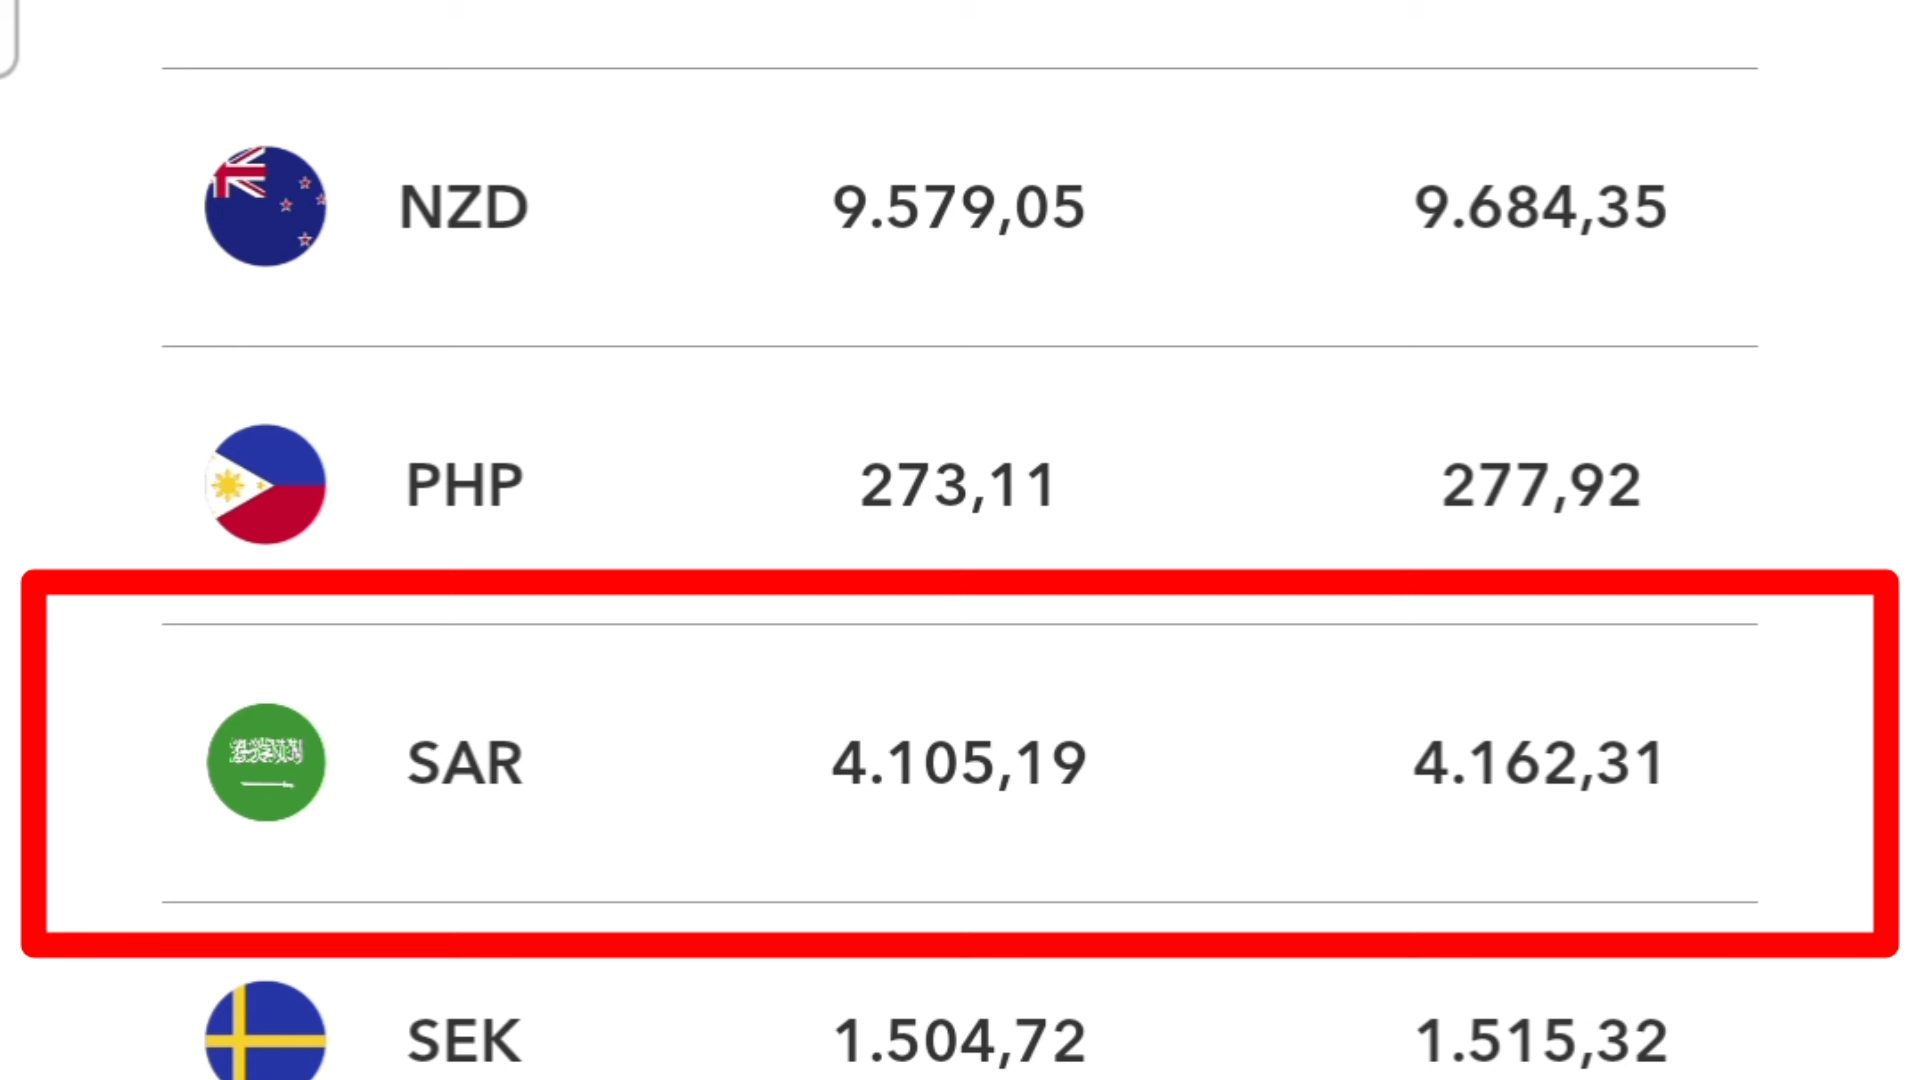 NZD 9.579,05 9.684,35
PHP 273,11 277,92
SAR 4.105,19 4.162,31
SEK 1.504,72 1.515,32